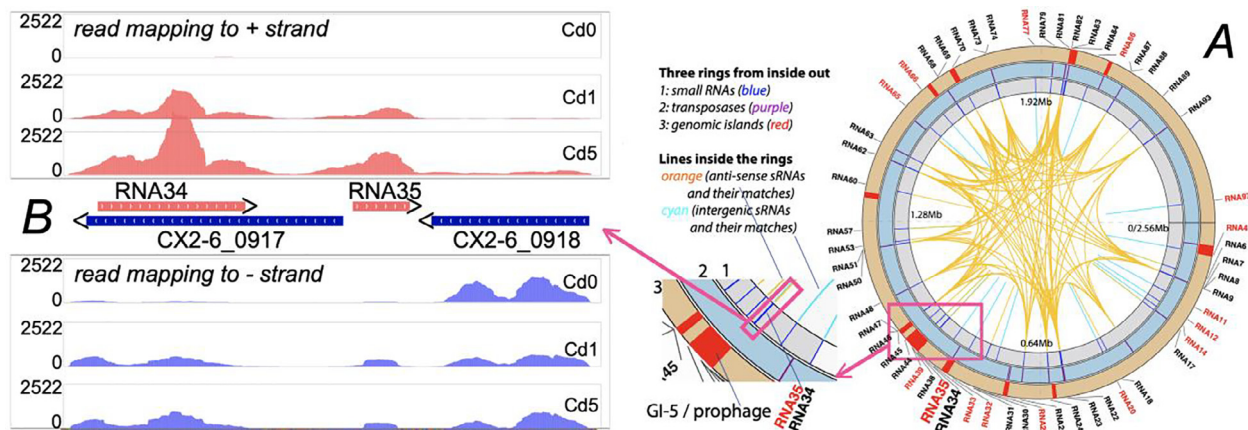 B
2522
0
read mapping to + strand
Cd0
2522
0
Cd1
2522
0
Cd5
RNA34
RNA35
CX2-6_0917
CX2-6_0918
2522
0
read mapping to - strand
Cd0
2522
0
Cd1
2522
0
Cd5
Three rings from inside out
1: small RNAs (blue)
2: transposases (purple)
3: genomic islands (red)
Lines inside the rings
orange (anti-sense sRNAs
and their matches)
cyan (intergenic sRNAs
and their matches)
3
2
1
GI-5 / prophage
RNA35
RNA34
A
0/2.56Mb
0.64Mb
1.28Mb
1.92Mb
RNA77
RNA79
RNA81
RNA82
RNA83
RNA84
RNA86
RNA87
RNA88
RNA89
RNA93
RNA6
RNA7
RNA8
RNA9
RNA11
RNA12
RNA14
RNA17
RNA18
RNA20
RNA22
RNA23
RNA30
RNA31
RNA32
RNA33
RNA34
RNA35
RNA38
RNA39
RNA45
RNA46
RNA47
RNA48
RNA50
RNA51
RNA53
RNA57
RNA60
RNA62
RNA63
RNA65
RNA66
RNA68
RNA69
RNA70
RNA73
RNA74